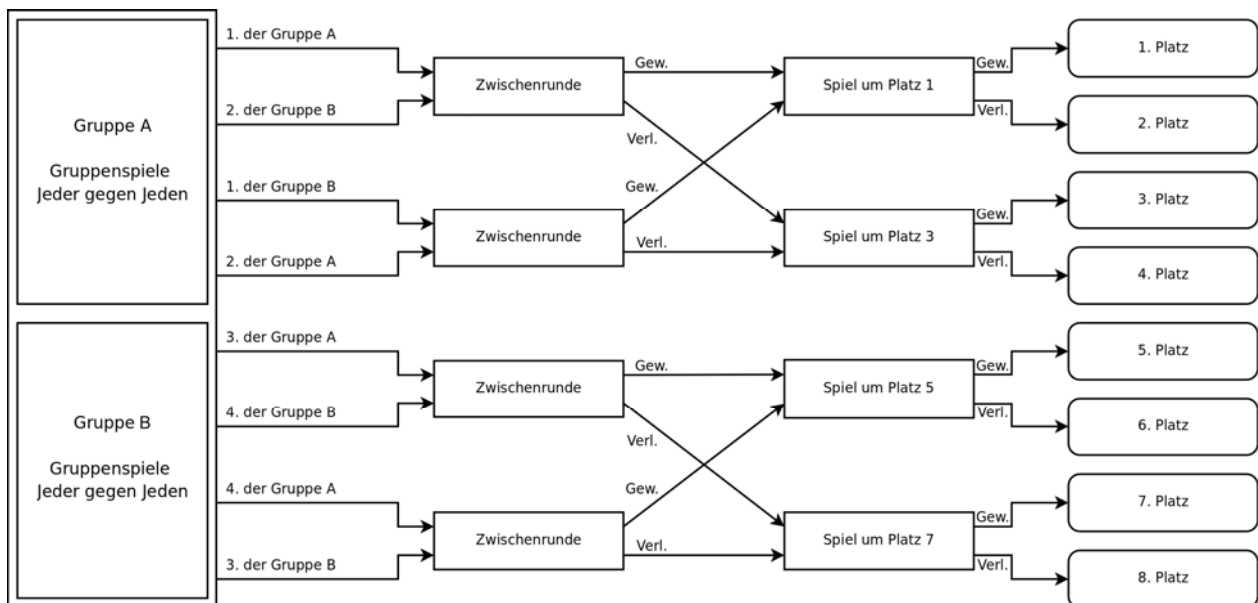 Gruppe A
Gruppenspiele
Jeder gegen Jeden
Gruppe B
Gruppenspiele
Jeder gegen Jeden
1. der Gruppe A
2. der Gruppe B
1. der Gruppe B
2. der Gruppe A
3. der Gruppe A
4. der Gruppe B
4. der Gruppe A
3. der Gruppe B
Zwischenrunde
Zwischenrunde
Zwischenrunde
Zwischenrunde
Gew.
Verl.
Gew.
Verl.
Gew.
Verl.
Gew.
Verl.
Spiel um Platz 1
Spiel um Platz 3
Spiel um Platz 5
Spiel um Platz 7
Gew.
Verl.
Gew.
Verl.
Gew.
Verl.
Gew.
Verl.
1. Platz
2. Platz
3. Platz
4. Platz
5. Platz
6. Platz
7. Platz
8. Platz